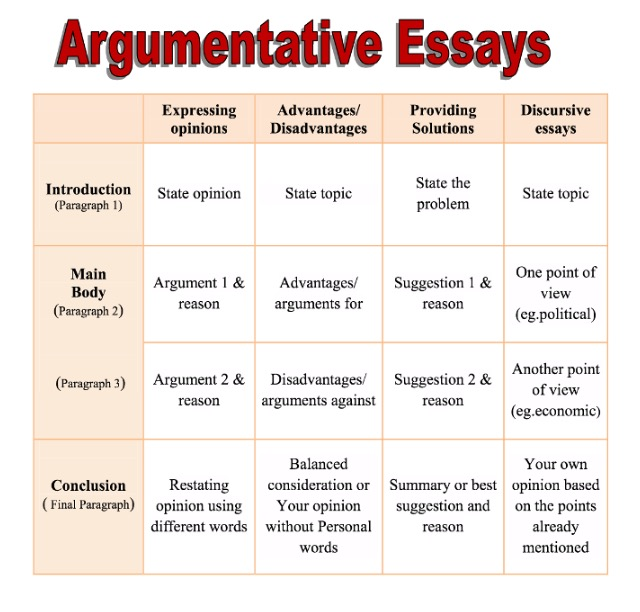 Argumentative Essays
Expressing
opinions
Advantages/
Disadvantages
Providing
Solutions
Discursive
essays
Introduction
(Paragraph 1)
State opinion
State topic
State the
problem
State topic
Main
Body
(Paragraph 2)
Argument 1 &
reason
Advantages/
arguments for
Suggestion 1 &
reason
One point of
view
(eg.political)
(Paragraph 3)
Argument 2 &
reason
Disadvantages/
arguments against
Suggestion 2 &
reason
Another point
of view
(eg.economic)
Conclusion
( Final Paragraph)
Restating
opinion using
different words
Balanced
consideration or
Your opinion
without Personal
words
Summary or best
suggestion and
reason
Your own
opinion based
on the points
already
mentioned